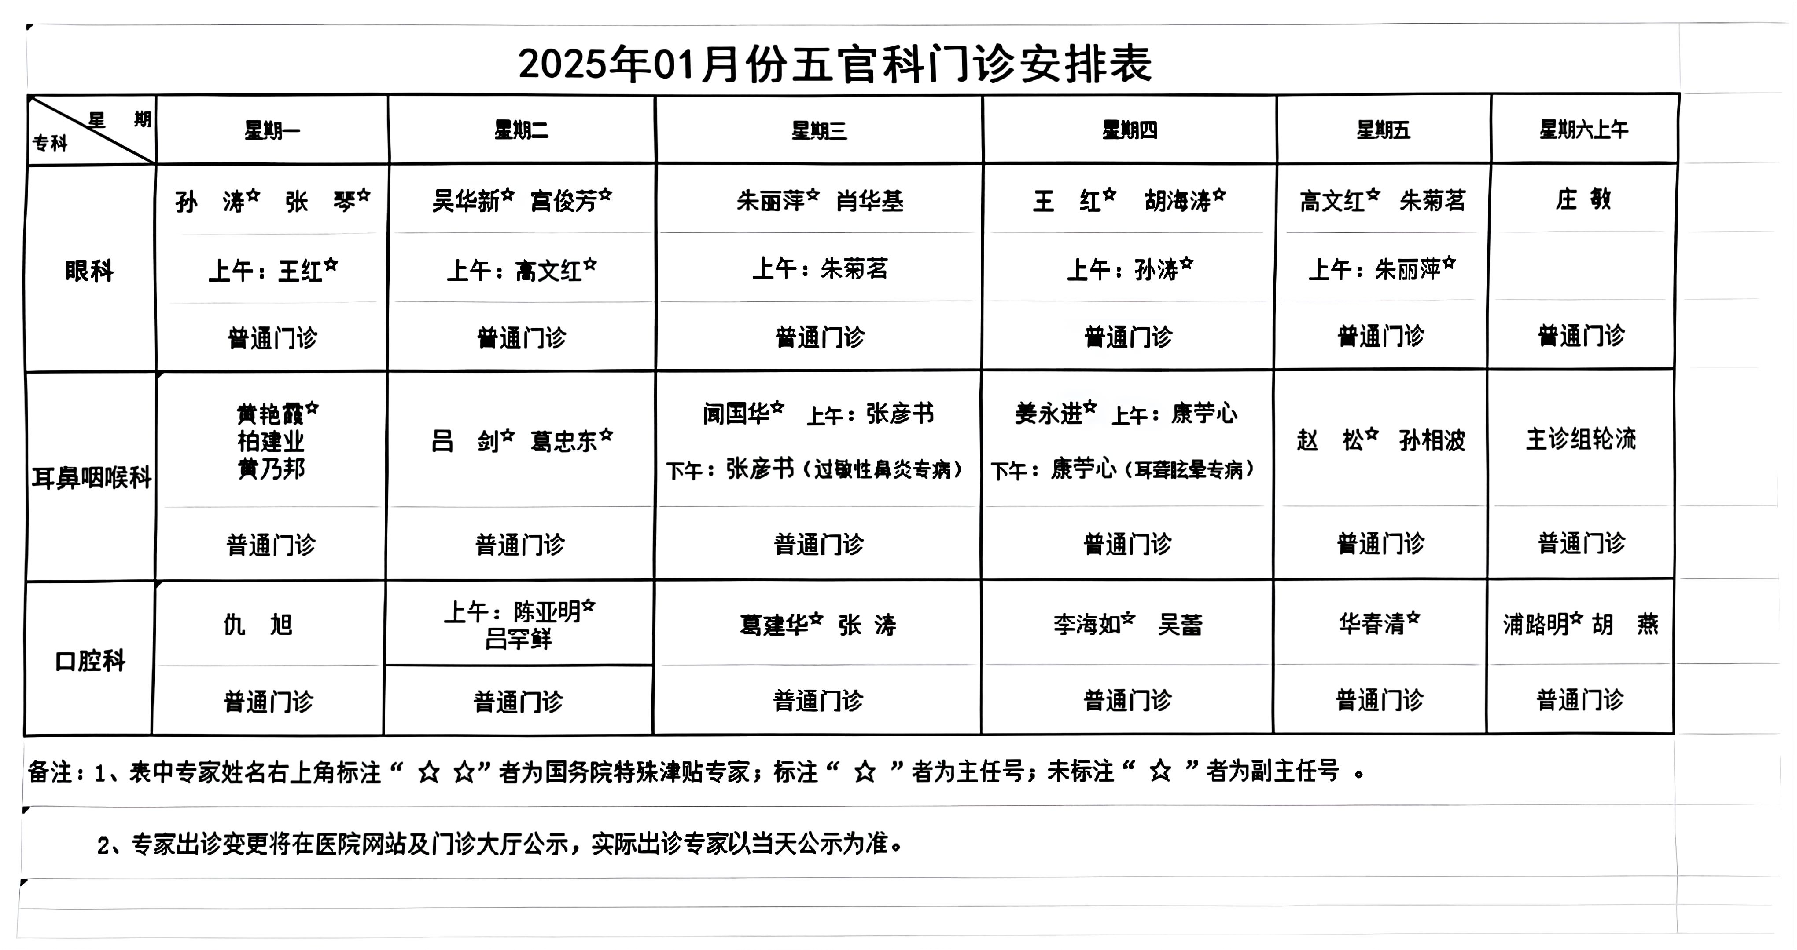 2025年01月份五官科门诊安排表
星 期
专科
星期一 星期二 星期三 星期四 星期五 星期六上午
眼科
孙 涛☆ 张 琴☆ 吴华新☆ 宫俊芳☆ 朱丽萍☆ 肖华基 王 红☆ 胡海涛☆ 高文红☆ 朱菊茗 庄 敏
上午：王红☆ 上午：高文红☆ 上午：朱菊茗 上午：孙涛☆ 上午：朱丽萍☆
普通门诊 普通门诊 普通门诊 普通门诊 普通门诊 普通门诊
耳鼻咽喉科
黄艳霞☆
柏建业
黄乃邦
吕 剑☆ 葛忠东☆
闻国华☆ 上午：张彦书
下午：张彦书（过敏性鼻炎专病）
姜永进☆ 上午：康苧心
下午：康苧心（耳聋眩晕专病）
赵 松☆ 孙相波
主诊组轮流
普通门诊 普通门诊 普通门诊 普通门诊 普通门诊 普通门诊
口腔科
仇 旭
上午：陈亚明☆
吕罕鲜
葛建华☆ 张 涛
李海如☆ 吴蕾
华春清☆
浦路明☆ 胡 燕
普通门诊 普通门诊 普通门诊 普通门诊 普通门诊 普通门诊
备注：1、表中专家姓名右上角标注“ ☆ ☆”者为国务院特殊津贴专家；标注“ ☆ ”者为主任号；未标注“ ☆ ”者为副主任号 。
2、专家出诊变更将在医院网站及门诊大厅公示，实际出诊专家以当天公示为准。